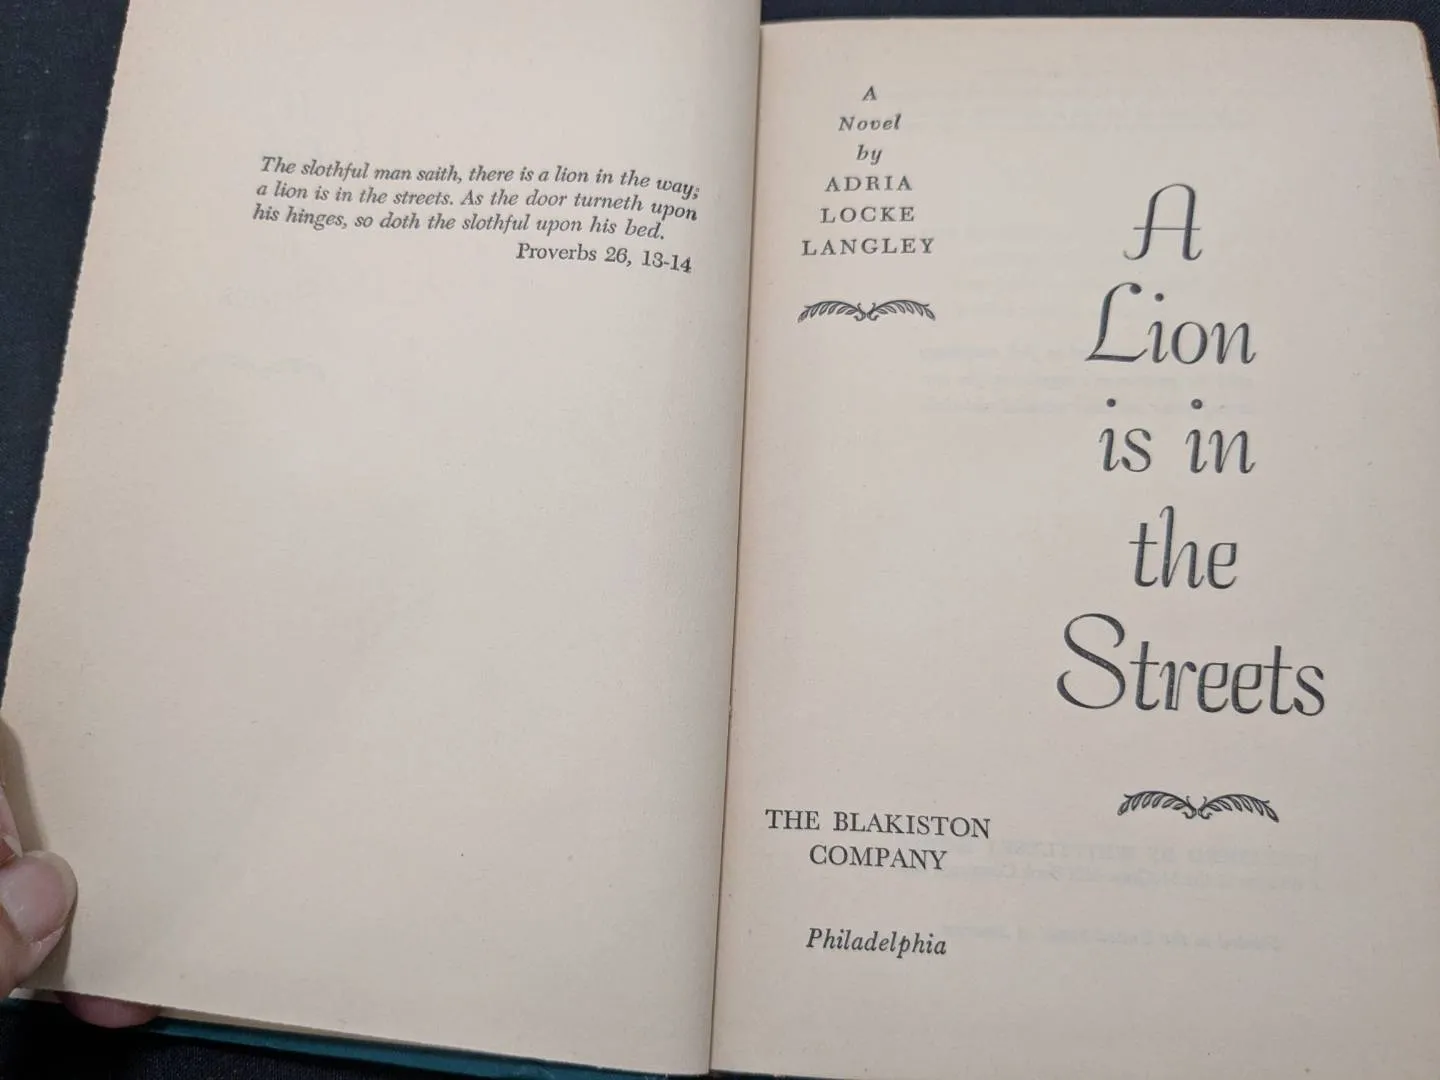 The slothful man saith, there is a lion in the way;
a lion is in the streets. As the door turneth upon
his hinges, so doth the slothful upon his bed.
Proverbs 26, 13-14
A
Novel
by
ADRIA
LOCKE
LANGLEY
A
Lion
is in
the
Streets
THE BLAKISTON
COMPANY
Philadelphia